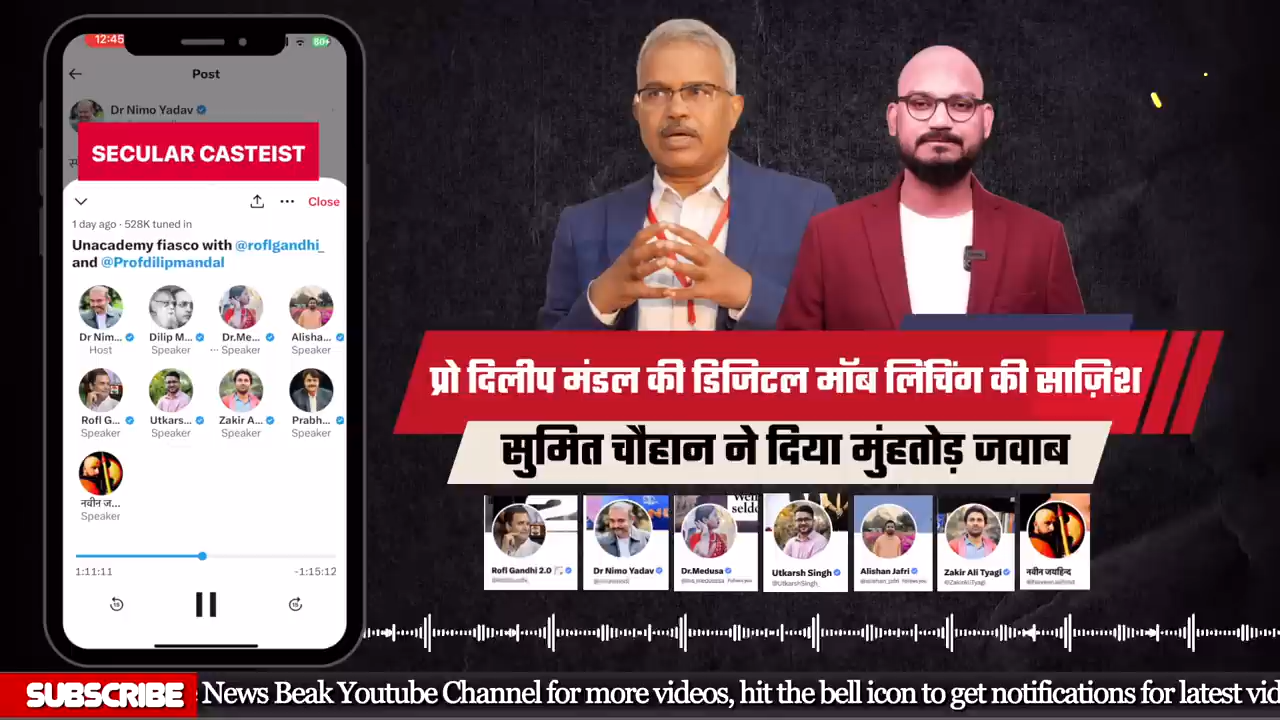 12:45
80
Post
Dr Nimo Yadav
SECULAR CASTEIST
Close
1 day ago · 528K tuned in
Unacademy fiasco with @roflgandhi_
and @Profdilipmandal
Dr Nim... Dilip M... Dr.Me... Alisha...
Host Speaker Speaker Speaker
Rofl G... Utkars... Zakir A... Prabh...
Speaker Speaker Speaker Speaker
नवीन ज...
Speaker
1:11:11 -1:15:12
प्रो दिलीप मंडल की डिजिटल मॉब लिंचिंग की साज़िश
सुमित चौहान ने दिया मुंहतोड़ जवाब
Rofl Gandhi 2.0 Dr Nimo Yadav Dr.Medusa Utkarsh Singh Alishan Jafri Zakir Ali Tyagi नवीन जयहिन्द
@UtkarshSingh_ @ZakirAliTyagi
SUBSCRIBE News Beak Youtube Channel for more videos, hit the bell icon to get notifications for latest vid